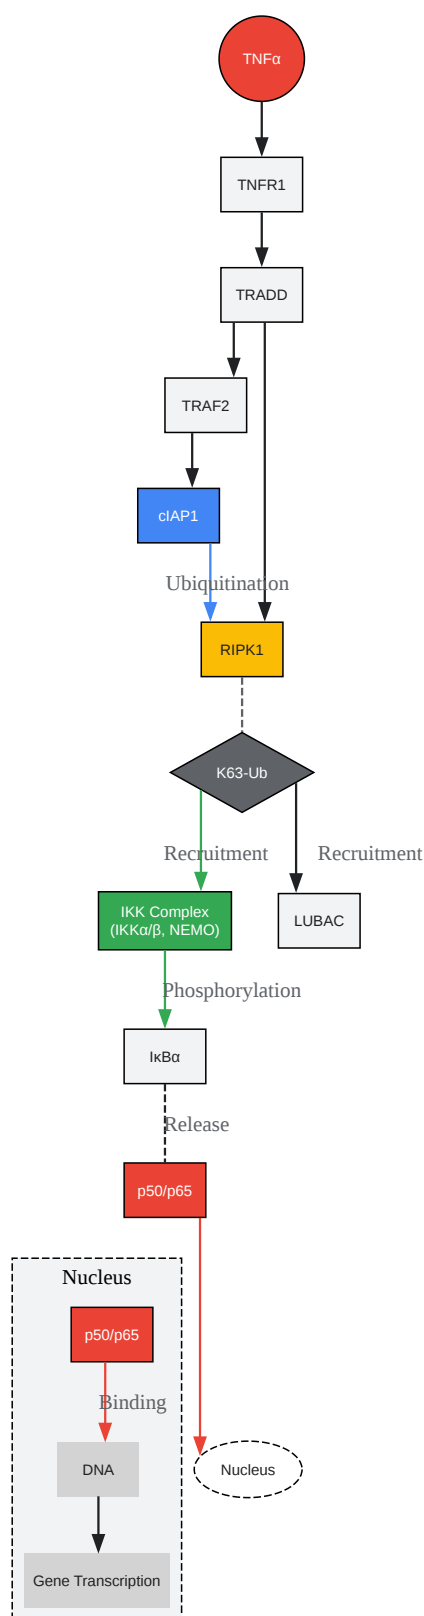 TNFα
TNFR1
TRADD
TRAF2
cIAP1
Ubiquitination
RIPK1
K63-Ub
Recruitment
Recruitment
IKK Complex
(IKKα/β, NEMO)
LUBAC
Phosphorylation
IκBα
Release
p50/p65
Nucleus
p50/p65
Binding
DNA
Nucleus
Gene Transcription